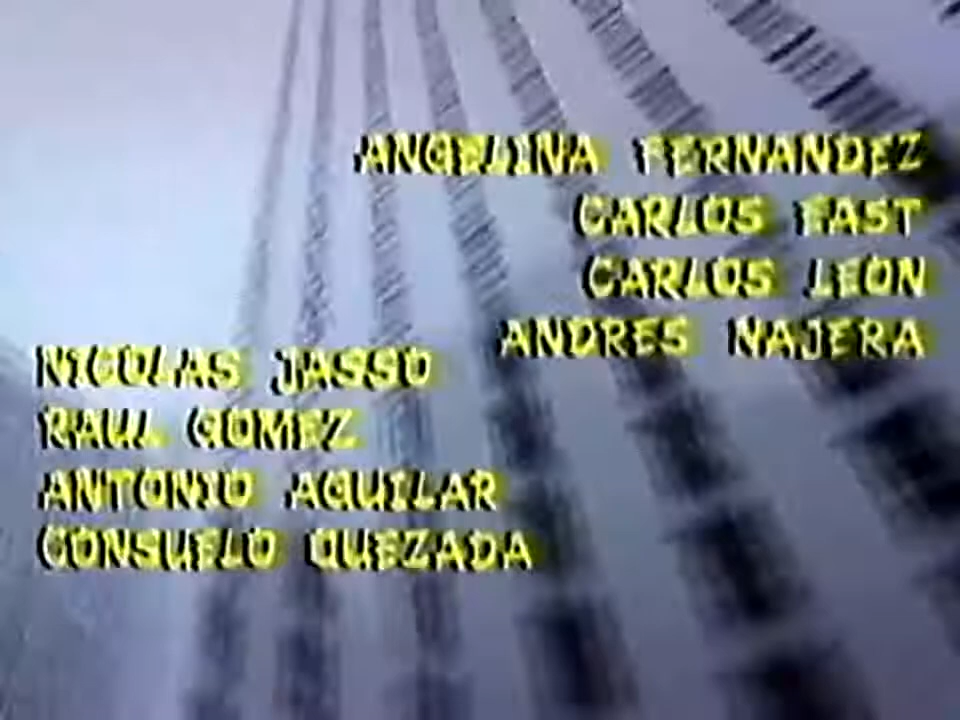 ANGELINA FERNANDEZ
CARLOS EAST
CARLOS LEON
ANDRES NAJERA
NICOLAS JASSO
RAUL GOMEZ
ANTONIO AGUILAR
CONSUELO QUEZADA